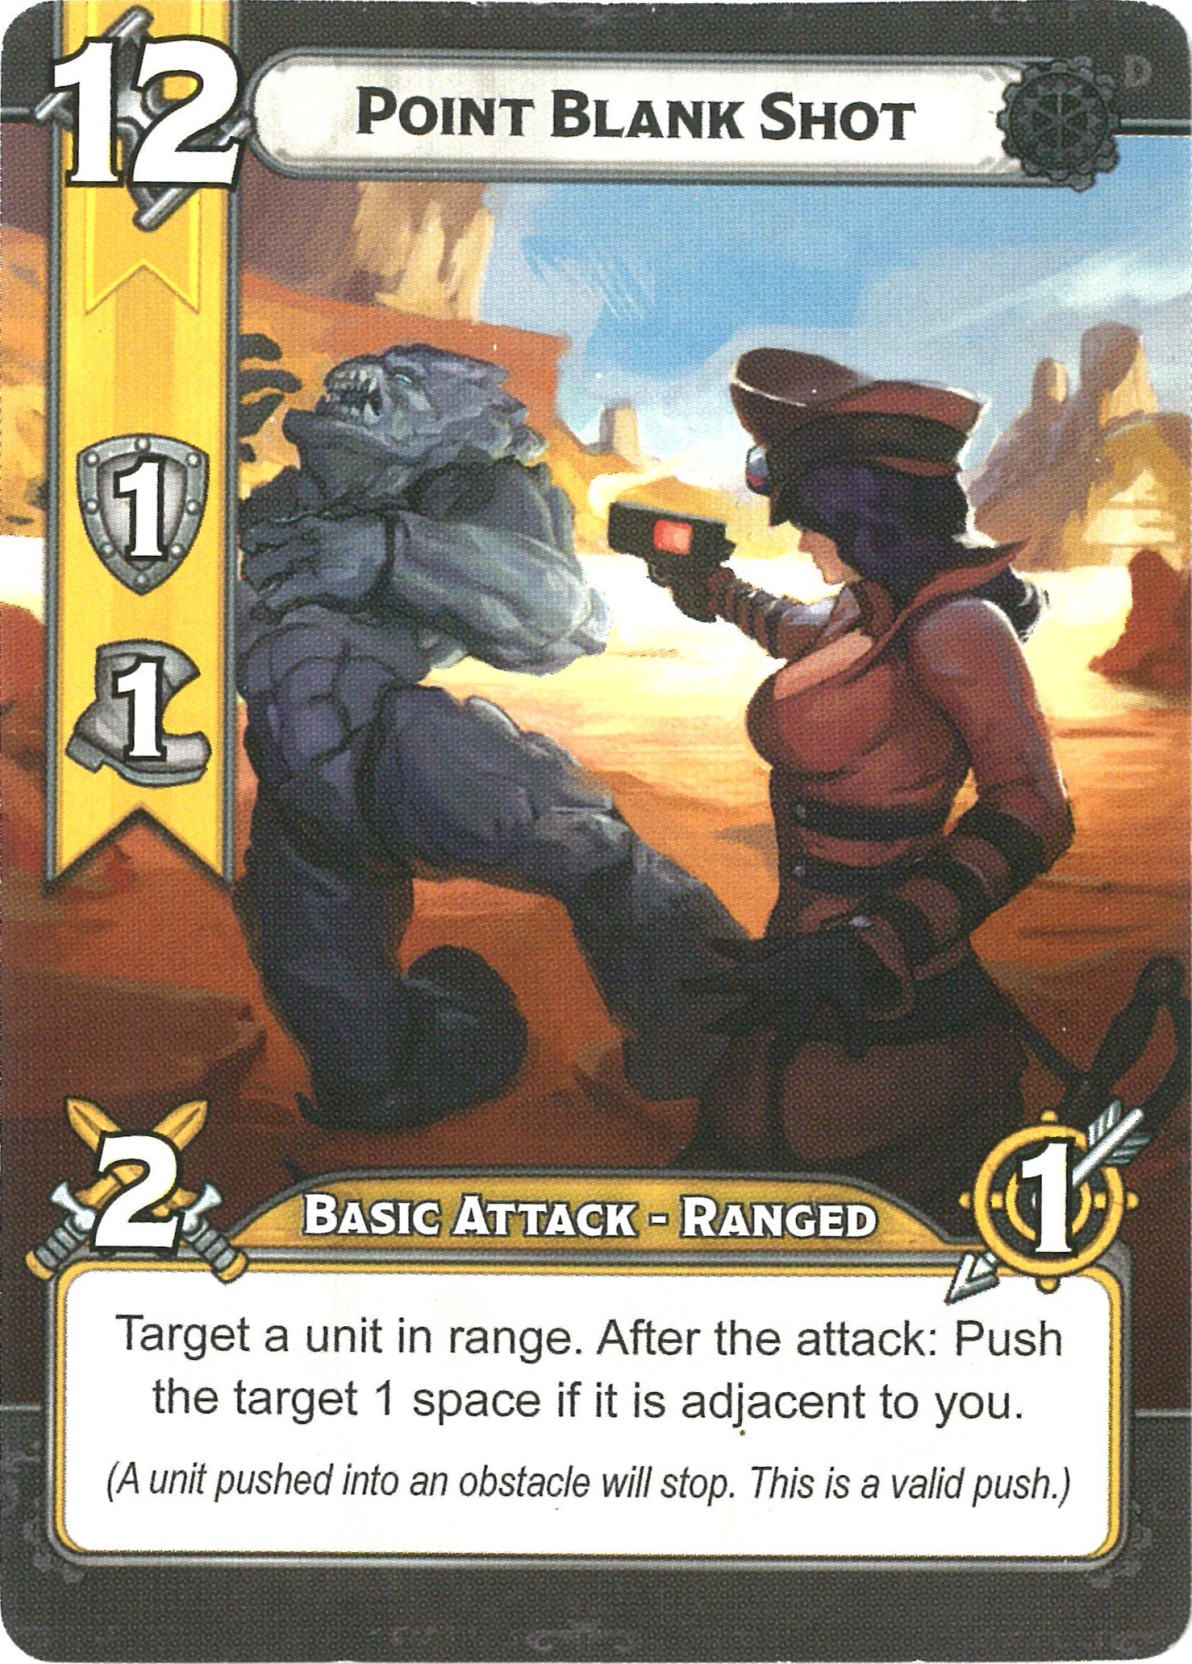 12
POINT BLANK SHOT
D
1
1
2
BASIC ATTACK - RANGED
1
Target a unit in range. After the attack: Push
the target 1 space if it is adjacent to you.
(A unit pushed into an obstacle will stop. This is a valid push.)